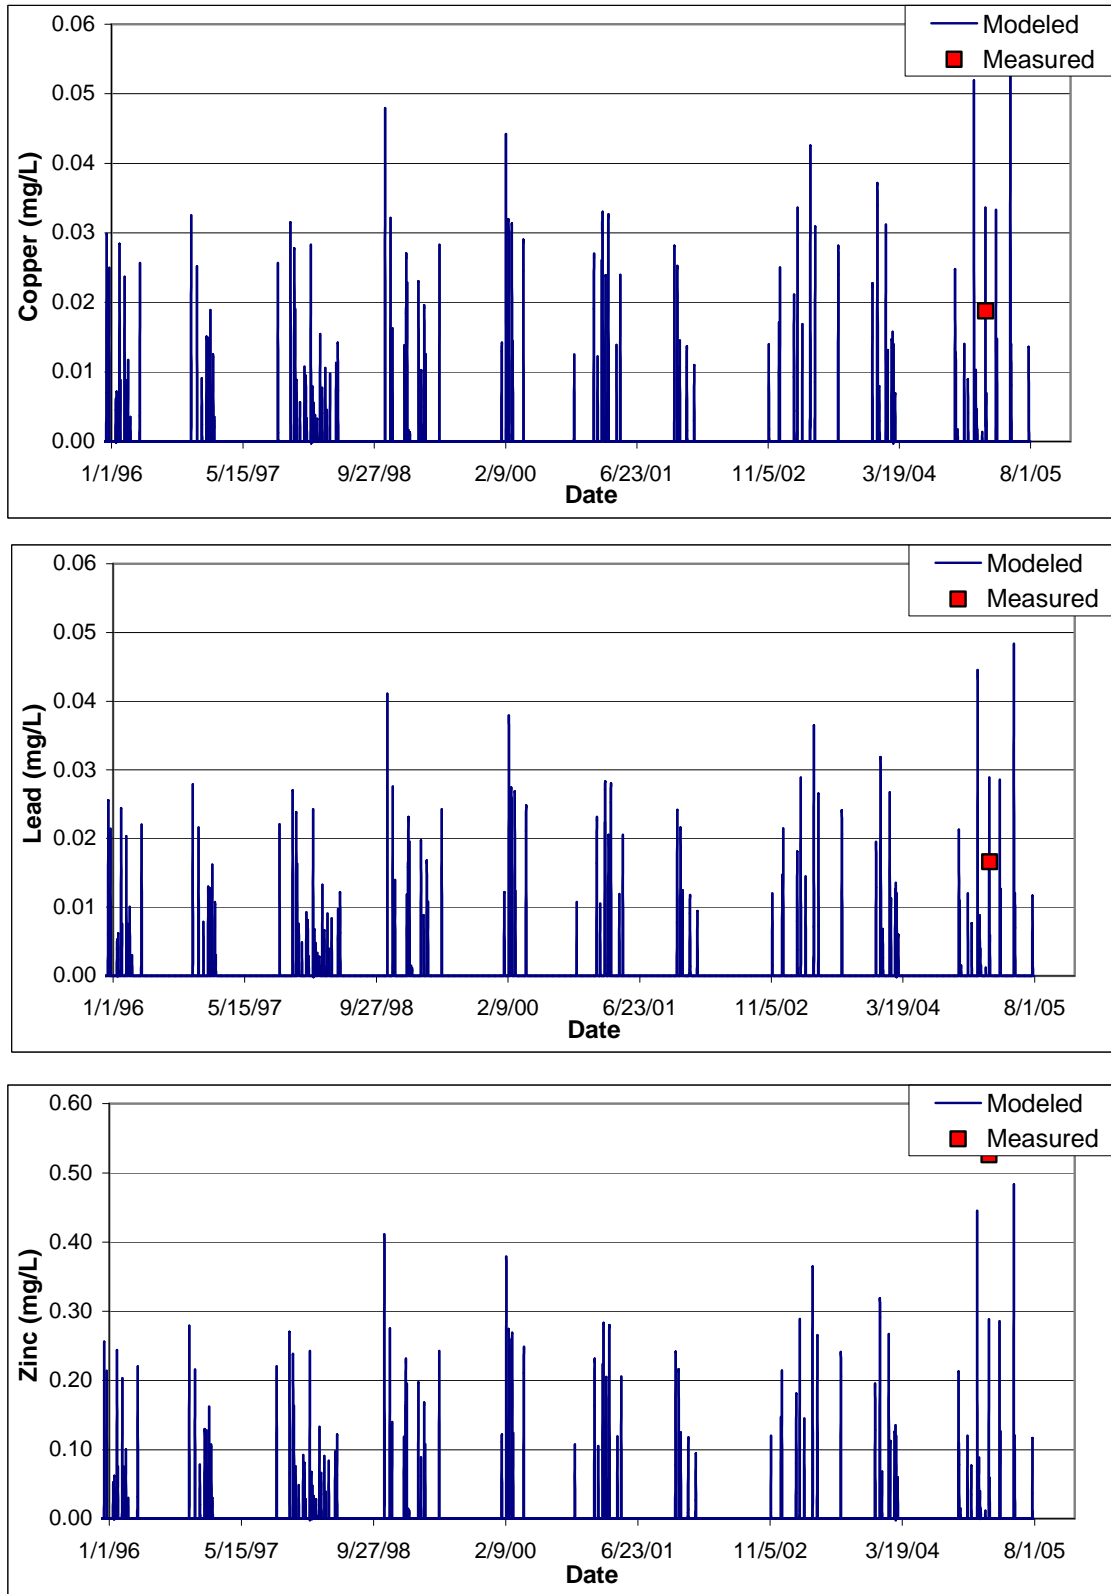 0.06
Modeled
Measured
0.05
0.04
0.03
0.02
0.01
0.00
Copper (mg/L)
1/1/96 5/15/97 9/27/98 2/9/00 6/23/01 11/5/02 3/19/04 8/1/05
Date
0.06
Modeled
Measured
0.05
0.04
0.03
0.02
0.01
0.00
Lead (mg/L)
1/1/96 5/15/97 9/27/98 2/9/00 6/23/01 11/5/02 3/19/04 8/1/05
Date
0.60
Modeled
Measured
0.50
0.40
0.30
0.20
0.10
0.00
Zinc (mg/L)
1/1/96 5/15/97 9/27/98 2/9/00 6/23/01 11/5/02 3/19/04 8/1/05
Date